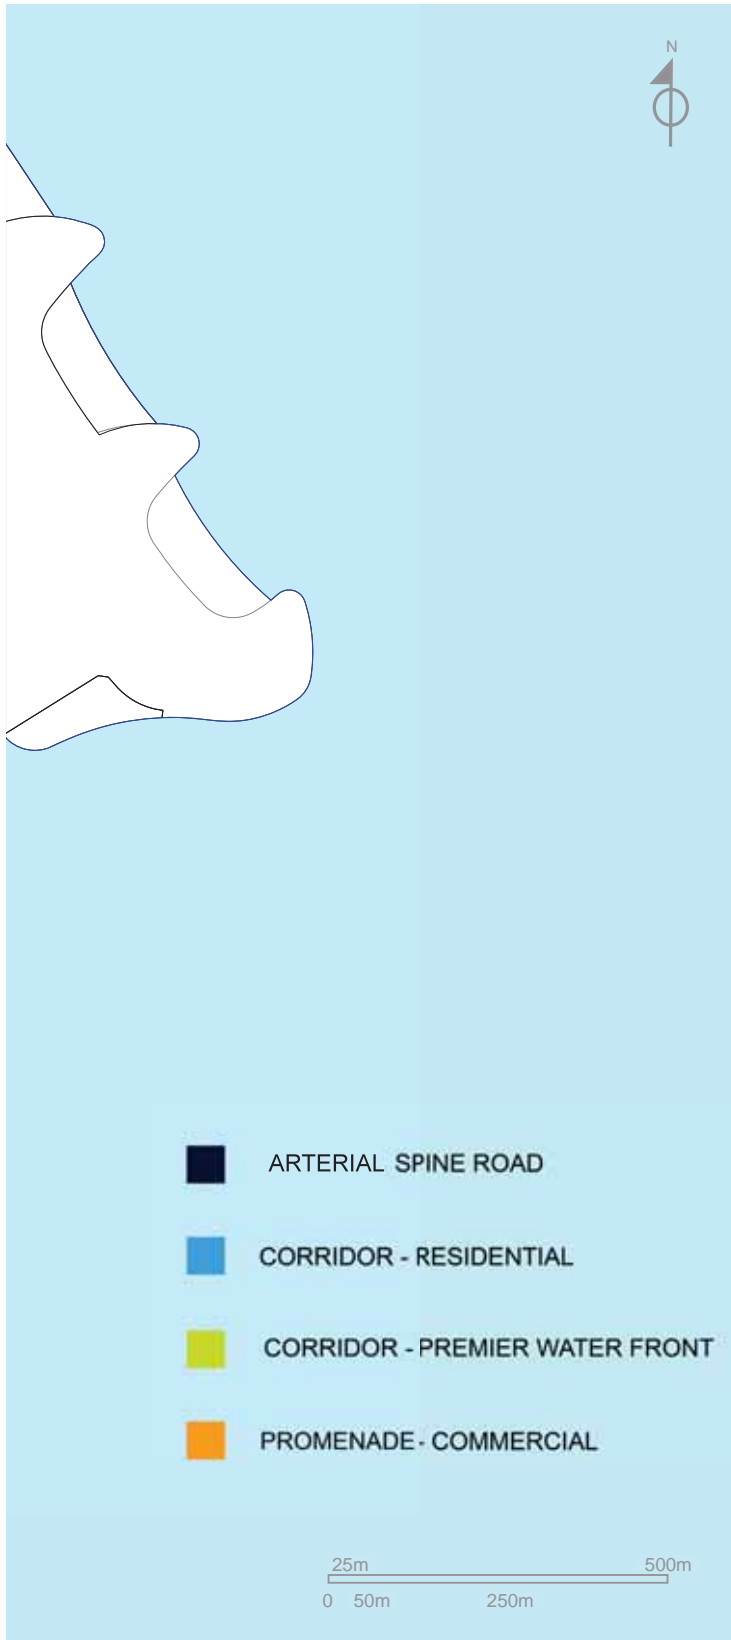 N
ARTERIAL SPINE ROAD
CORRIDOR - RESIDENTIAL
CORRIDOR - PREMIER WATER FRONT
PROMENADE - COMMERCIAL
25m 500m
0 50m 250m